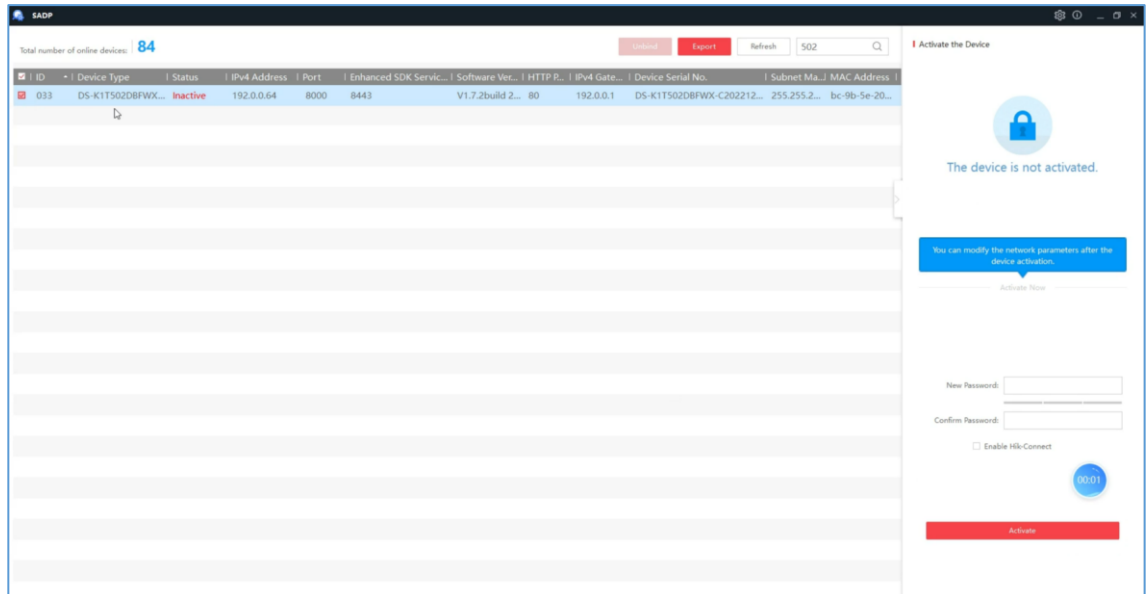 SADP
Total number of online devices: 84
Unbind Export Refresh 502
ID Device Type Status IPv4 Address Port Enhanced SDK Servic... Software Ver... HTTP P... IPv4 Gate... Device Serial No. Subnet Ma... MAC Address
033 DS-K1T502DBFWX... Inactive 192.0.0.64 8000 8443 V1.7.2build 2... 80 192.0.0.1 DS-K1T502DBFWX-C202212... 255.255.2... bc-9b-5e-20...
Activate the Device
The device is not activated.
You can modify the network parameters after the
device activation.
Activate Now
New Password:
Confirm Password:
Enable Hik-Connect
00:01
Activate